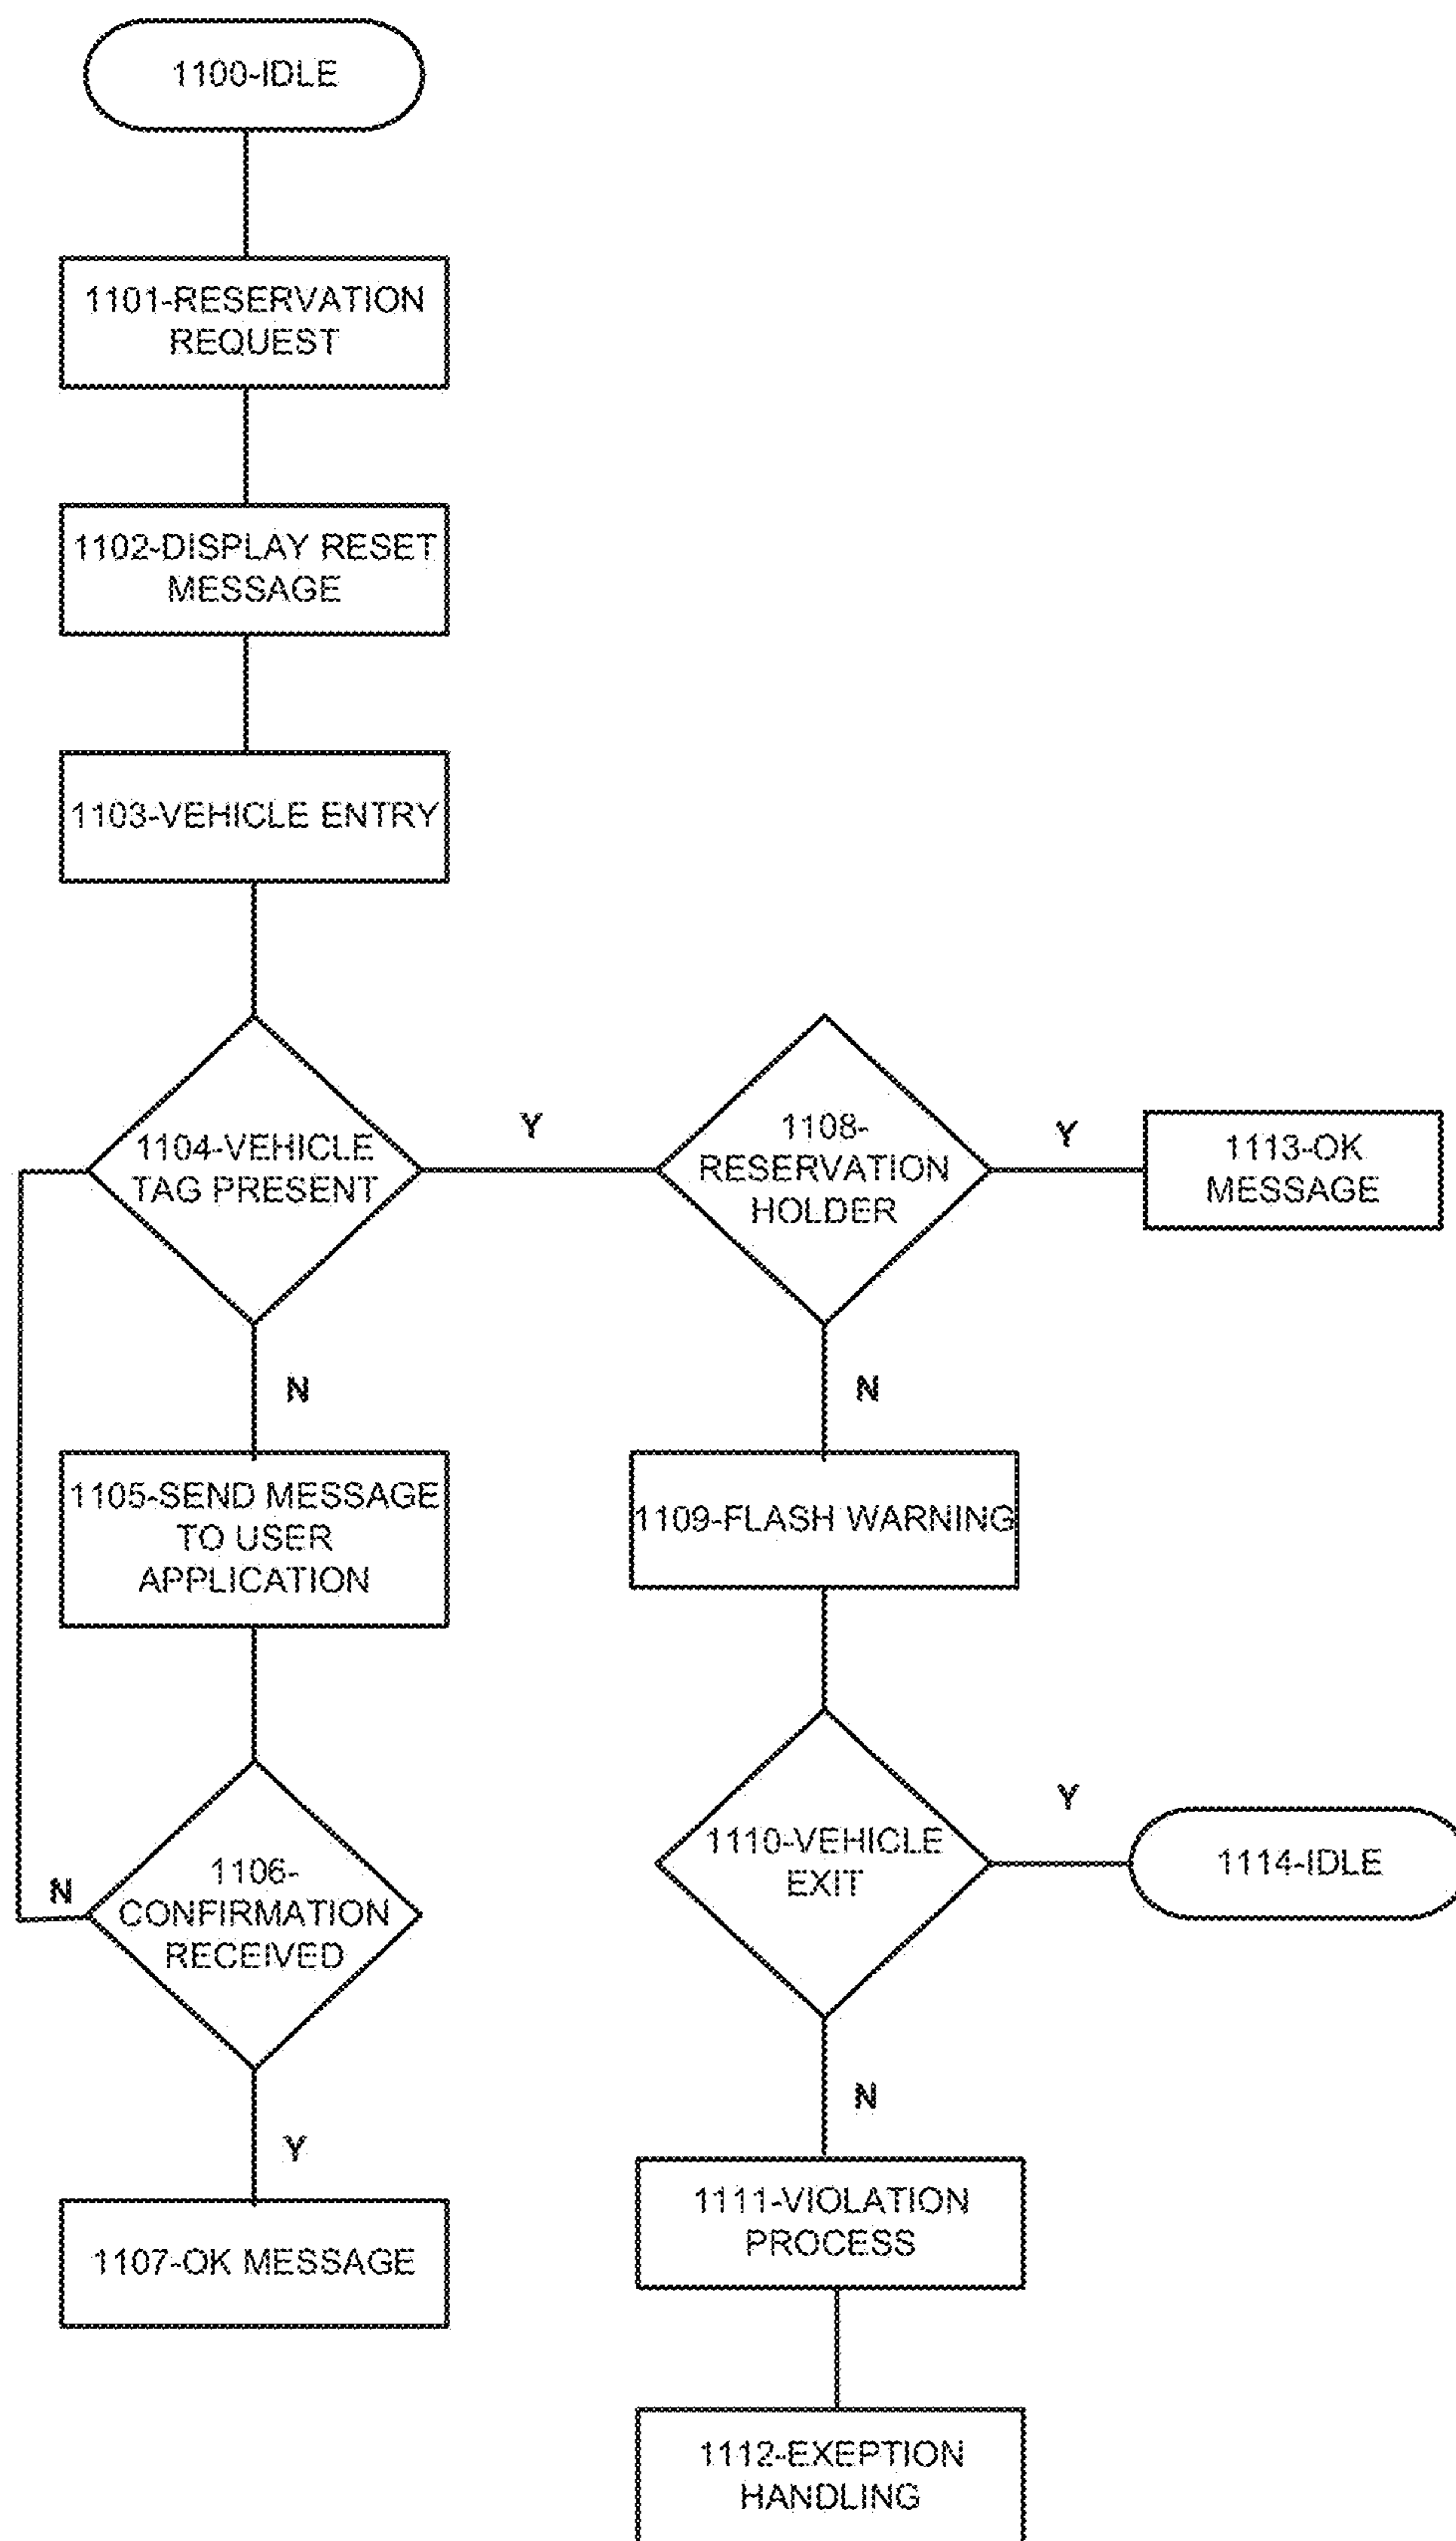 1100-IDLE
1101-RESERVATION
REQUEST
1102-DISPLAY RESET
MESSAGE
1103-VEHICLE ENTRY
1104-VEHICLE
TAG PRESENT
Y
1108-
RESERVATION
HOLDER
Y
1113-OK
MESSAGE
N
N
1105-SEND MESSAGE
TO USER
APPLICATION
1109-FLASH WARNING
1106-
CONFIRMATION
RECEIVED
N
1110-VEHICLE
EXIT
Y
1114-IDLE
Y
N
1107-OK MESSAGE
1111-VIOLATION
PROCESS
1112-EXEPTION
HANDLING